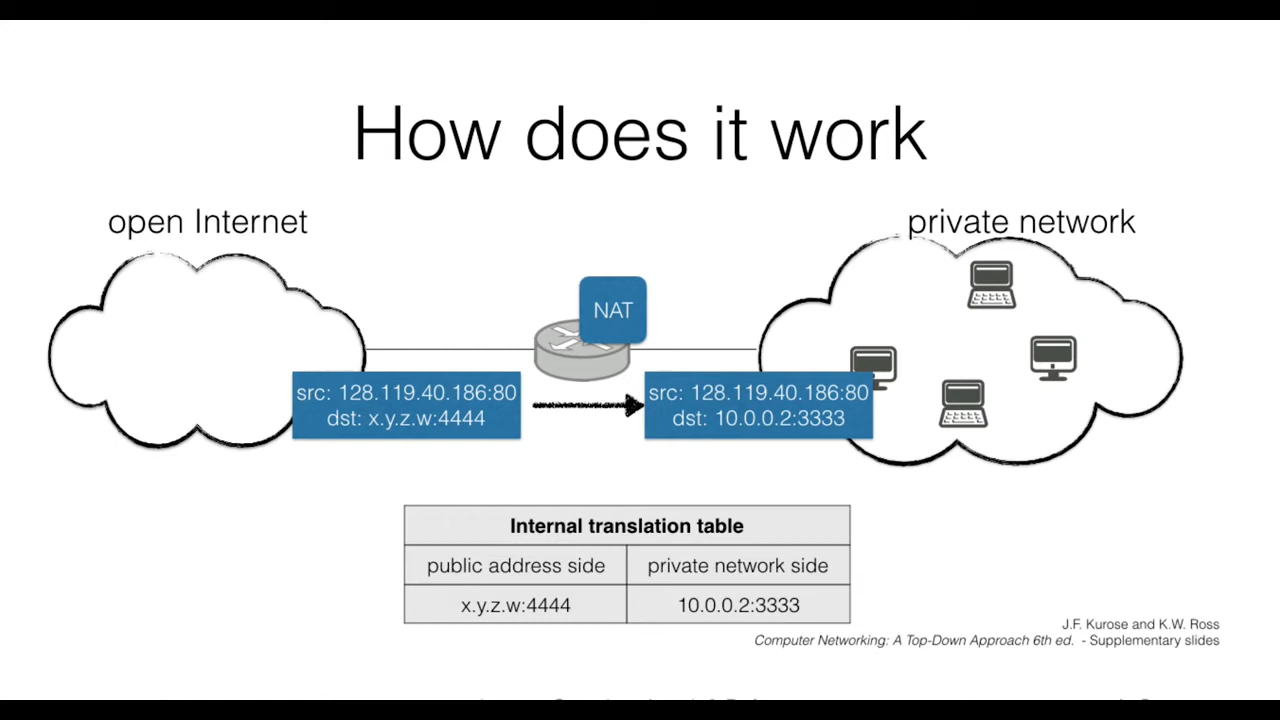 How does it work
open Internet
private network
NAT
src: 128.119.40.186:80
dst: x.y.z.w:4444
src: 128.119.40.186:80
dst: 10.0.0.2:3333
Internal translation table
public address side
private network side
x.y.z.w:4444
10.0.0.2:3333
J.F. Kurose and K.W. Ross
Computer Networking: A Top-Down Approach 6th ed. - Supplementary slides